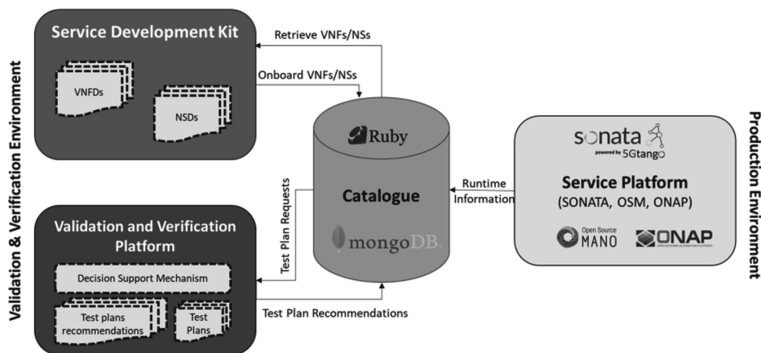 Validation & Verification Environment
Service Development Kit
VNFDs
NSDs
Retrieve VNFs/NSs
Onboard VNFs/NSs
Ruby
Catalogue
mongoDB.
Test Plan Requests
Validation and Verification
Platform
Decision Support Mechanism
Test plans
recommendations
Test
Plans
Test Plan Recommendations
Runtime
Information
sonata
powered by 5Gtango
Service Platform
(SONATA, OSM, ONAP)
Open Source
MANO
ONAP
Production Environment